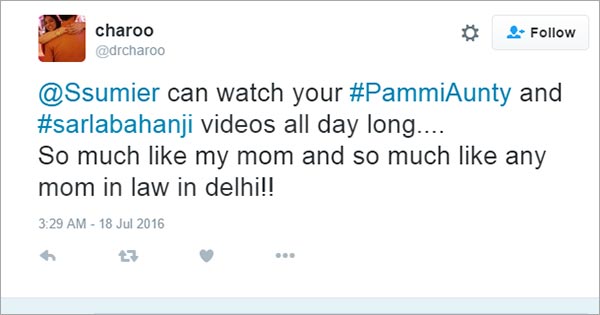 charoo
@drcharoo
Follow
@Ssumier can watch your #PammiAunty and
#sarlabahanji videos all day long....
So much like my mom and so much like any
mom in law in delhi!!
3:29 AM - 18 Jul 2016